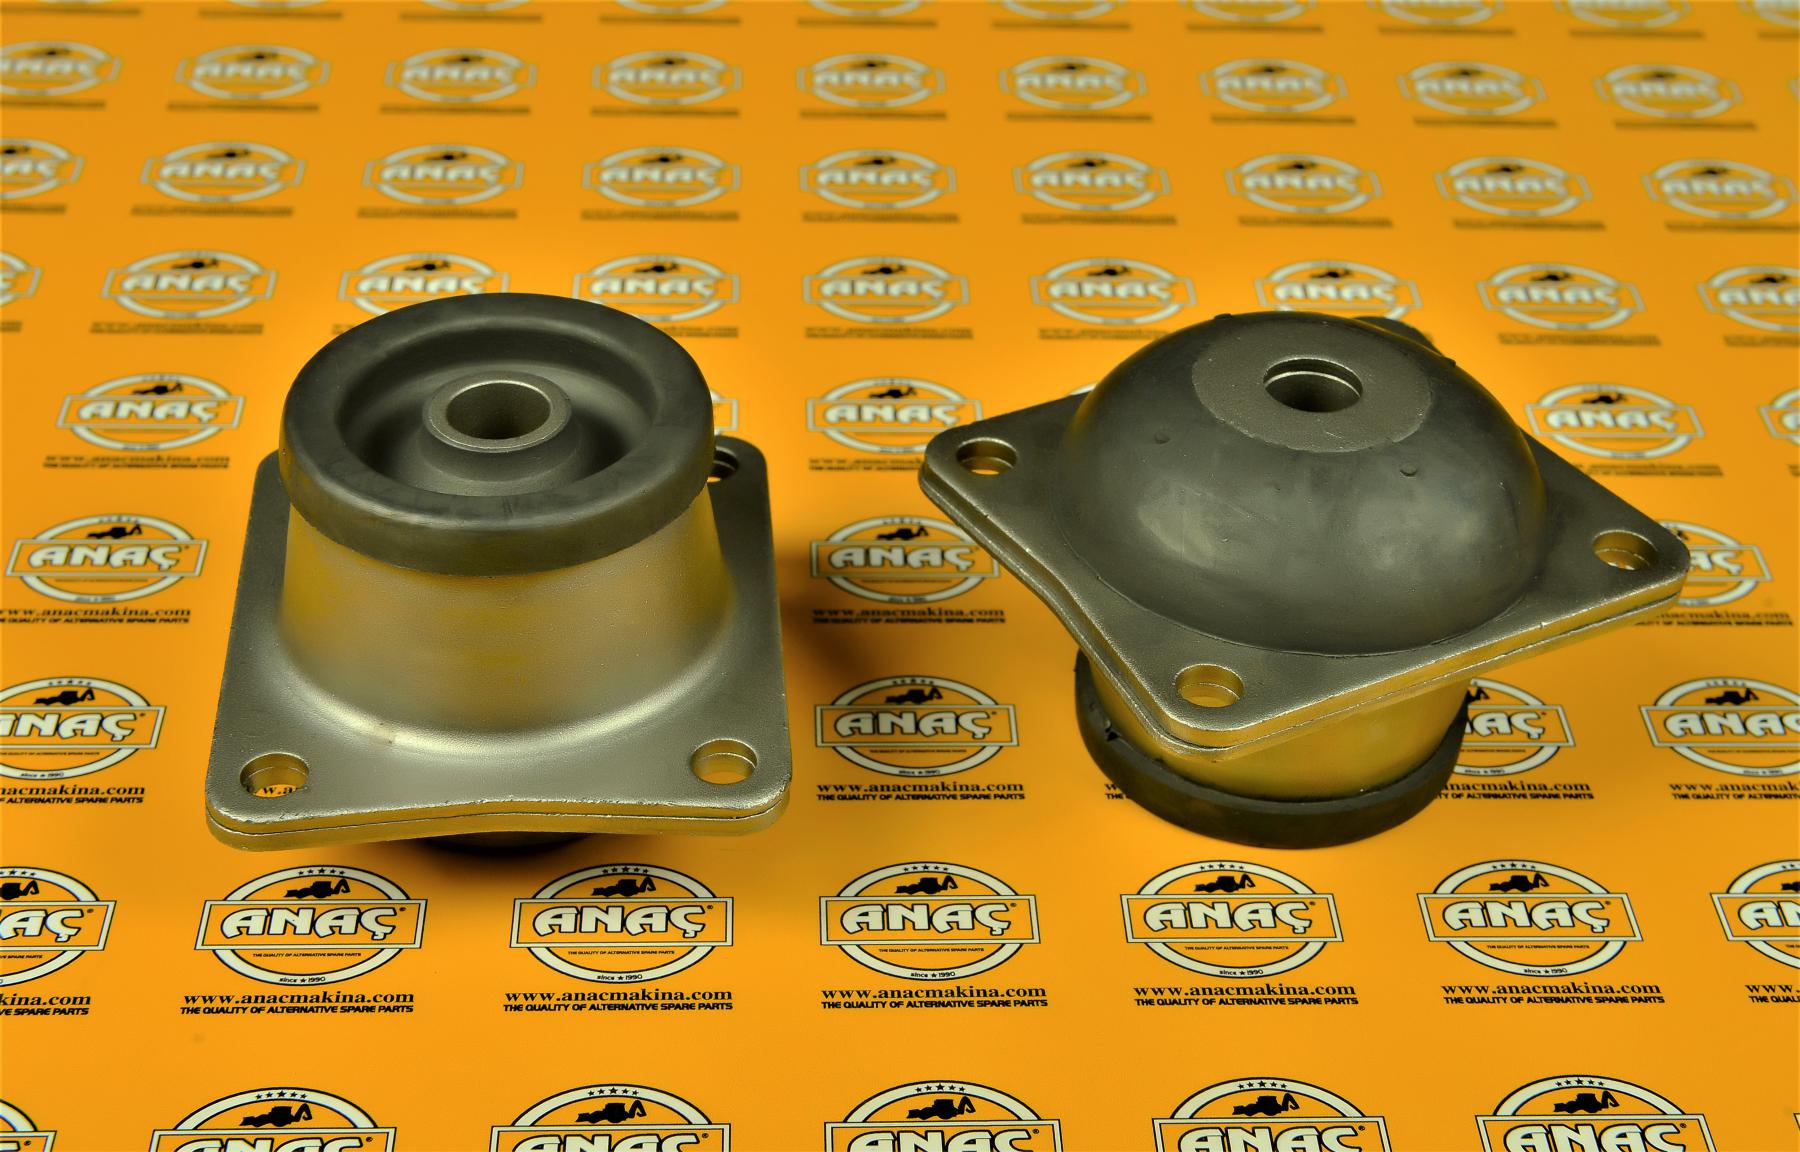 ANAÇ®
THE QUALITY OF ALTERNATIVE SPARE PARTS
since ★ 1990
www.anacmakina.com
THE QUALITY OF ALTERNATIVE SPARE PARTS